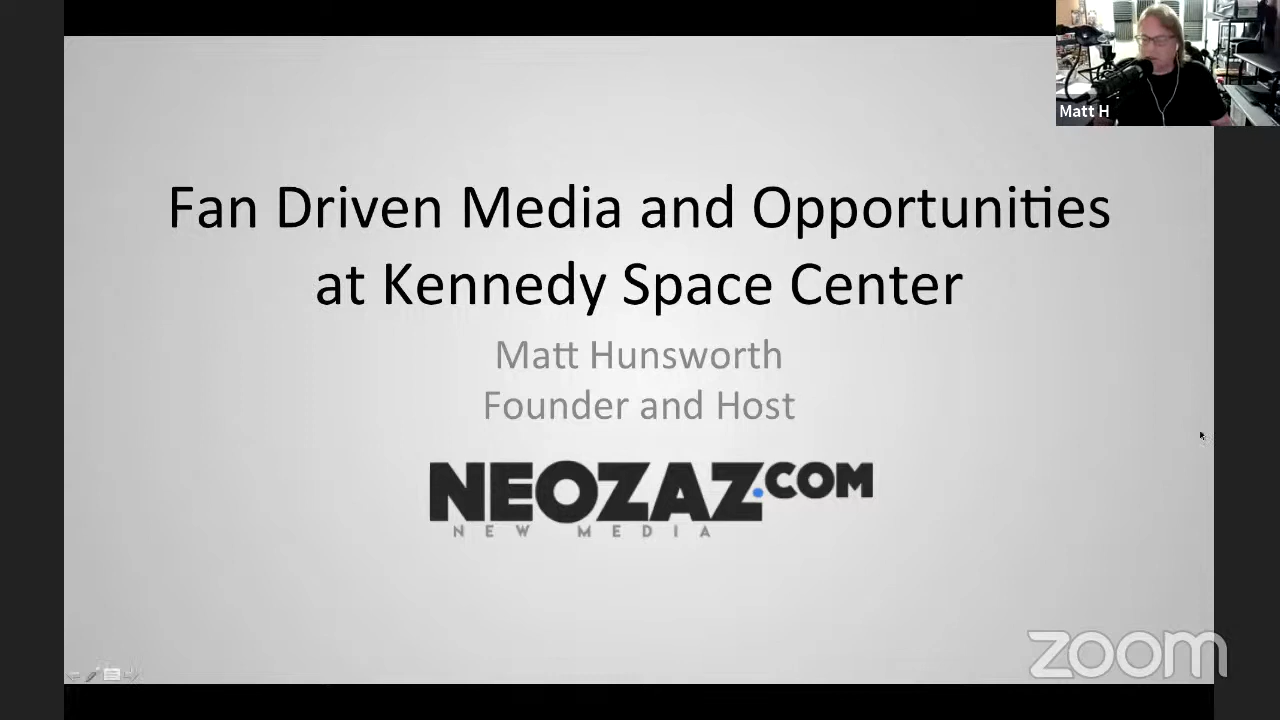 Matt H
Fan Driven Media and Opportunities
at Kennedy Space Center
Matt Hunsworth
Founder and Host
NEOZAZ.COM
NEW MEDIA
zoom